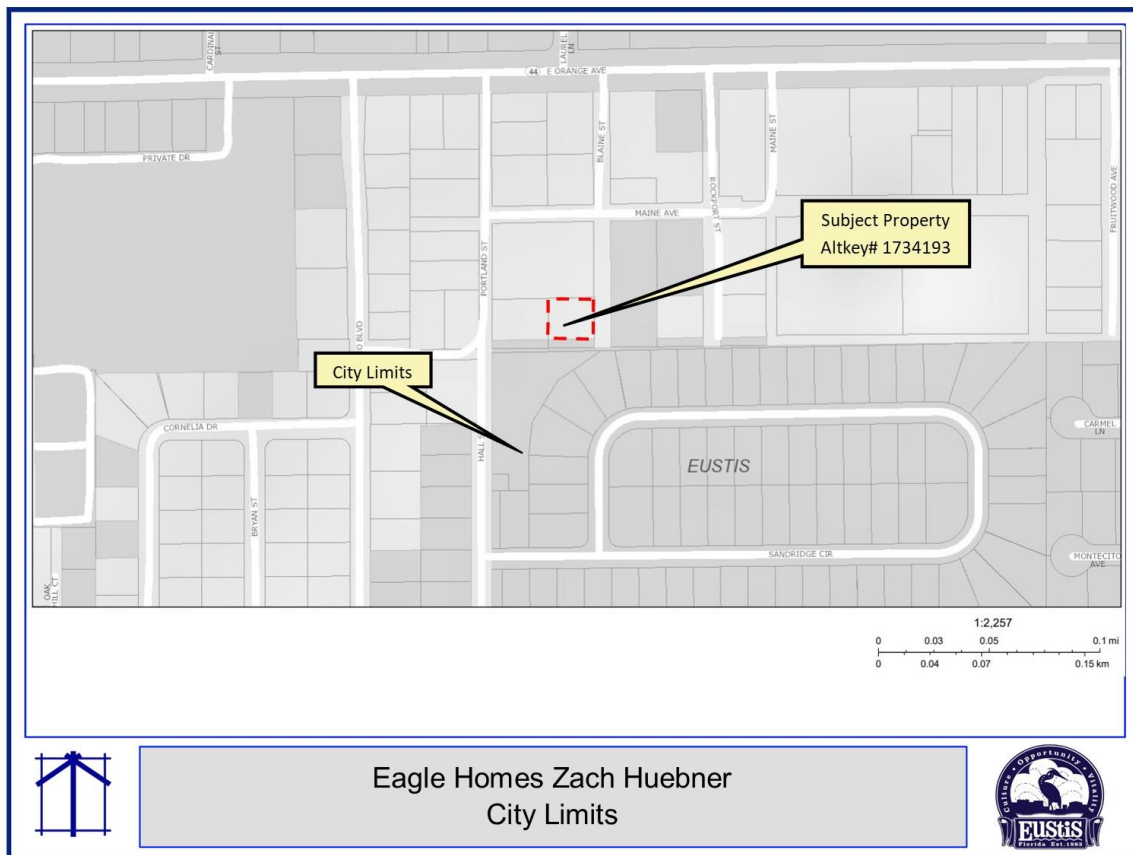 CARDINAL
ST
LAUREL
LN
44 E ORANGE AVE
PRIVATE DR
BLAINE ST
MAINE ST
ROCKPORT ST
MAINE AVE
FRUITWOOD AVE
PORTLAND ST
Subject Property
Altkey# 1734193
O BLVD
City Limits
CORNELIA DR
HALL S
CARMEL
LN
EUSTIS
BRYAN ST
SANDRIDGE CIR
MONTECITO
AVE
OAK
HILL CT
1:2,257
0 0.03 0.05 0.1 mi
0 0.04 0.07 0.15 km
Eagle Homes Zach Huebner
City Limits
Culture • Opportunity • Vitality
EUSTIS
Florida Est. 1883